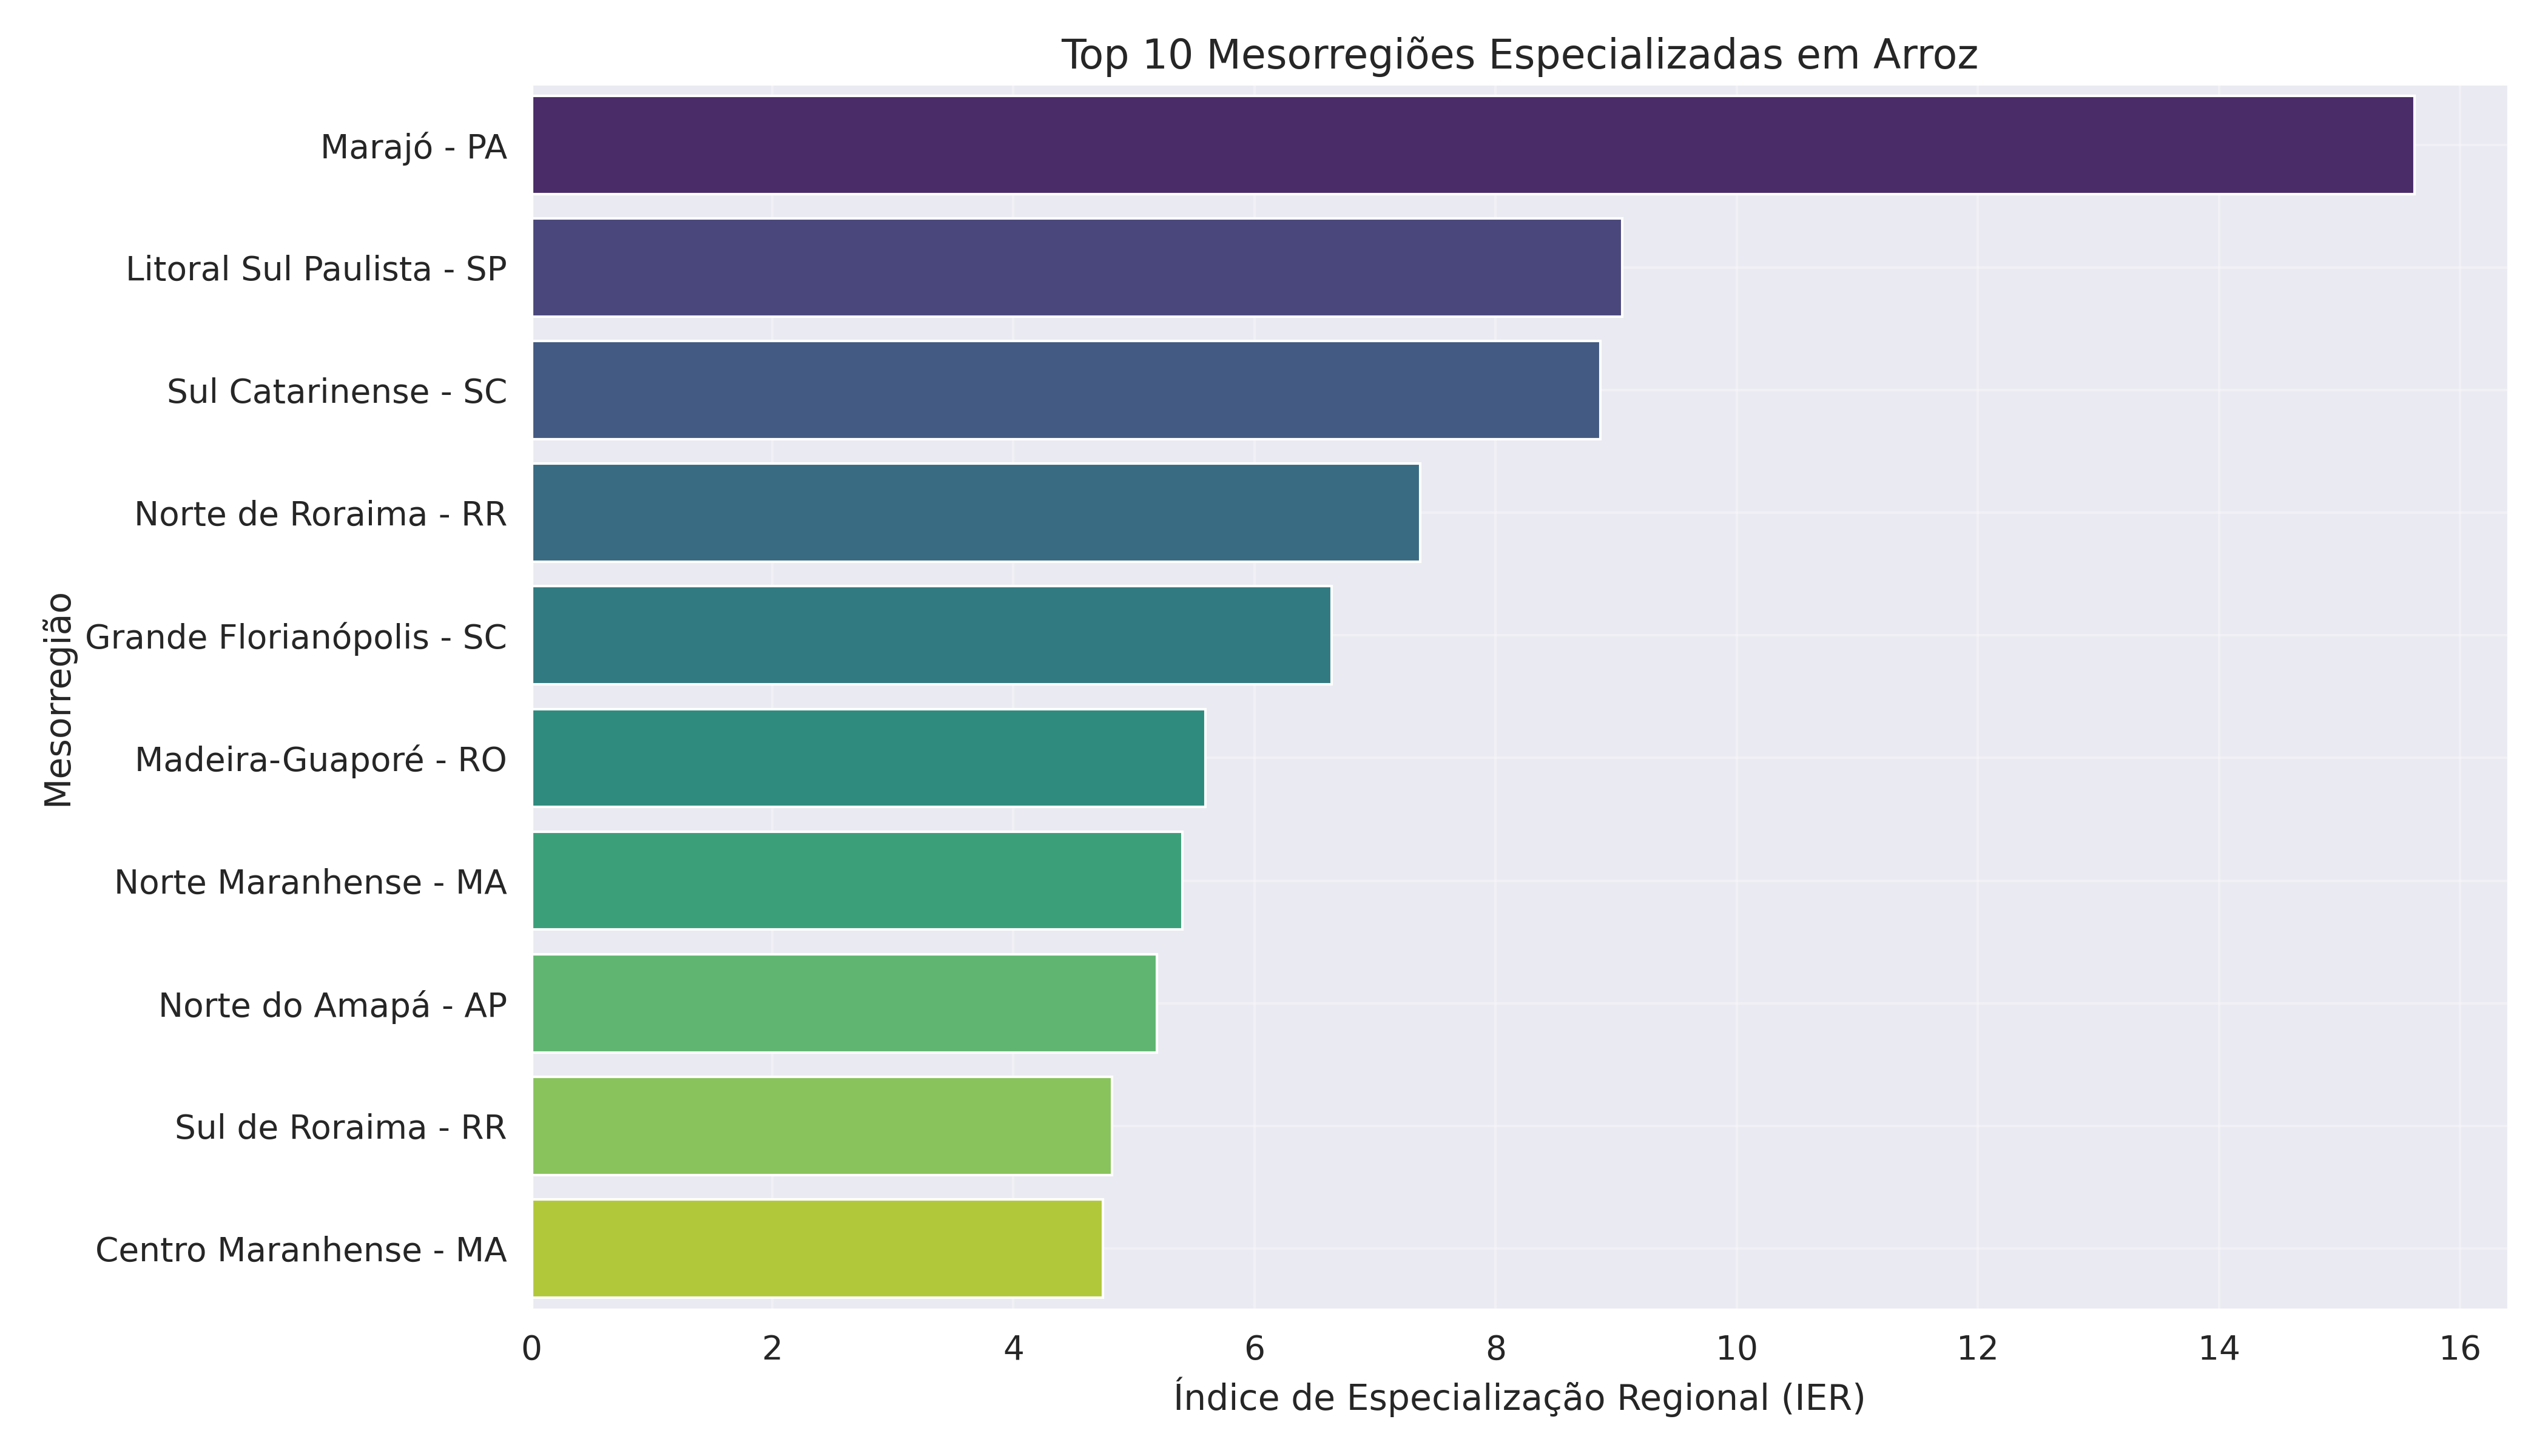 Top 10 Mesorregiões Especializadas em Arroz
Mesorregião
Marajó - PA
Litoral Sul Paulista - SP
Sul Catarinense - SC
Norte de Roraima - RR
Grande Florianópolis - SC
Madeira-Guaporé - RO
Norte Maranhense - MA
Norte do Amapá - AP
Sul de Roraima - RR
Centro Maranhense - MA
0 2 4 6 8 10 12 14 16
Índice de Especialização Regional (IER)